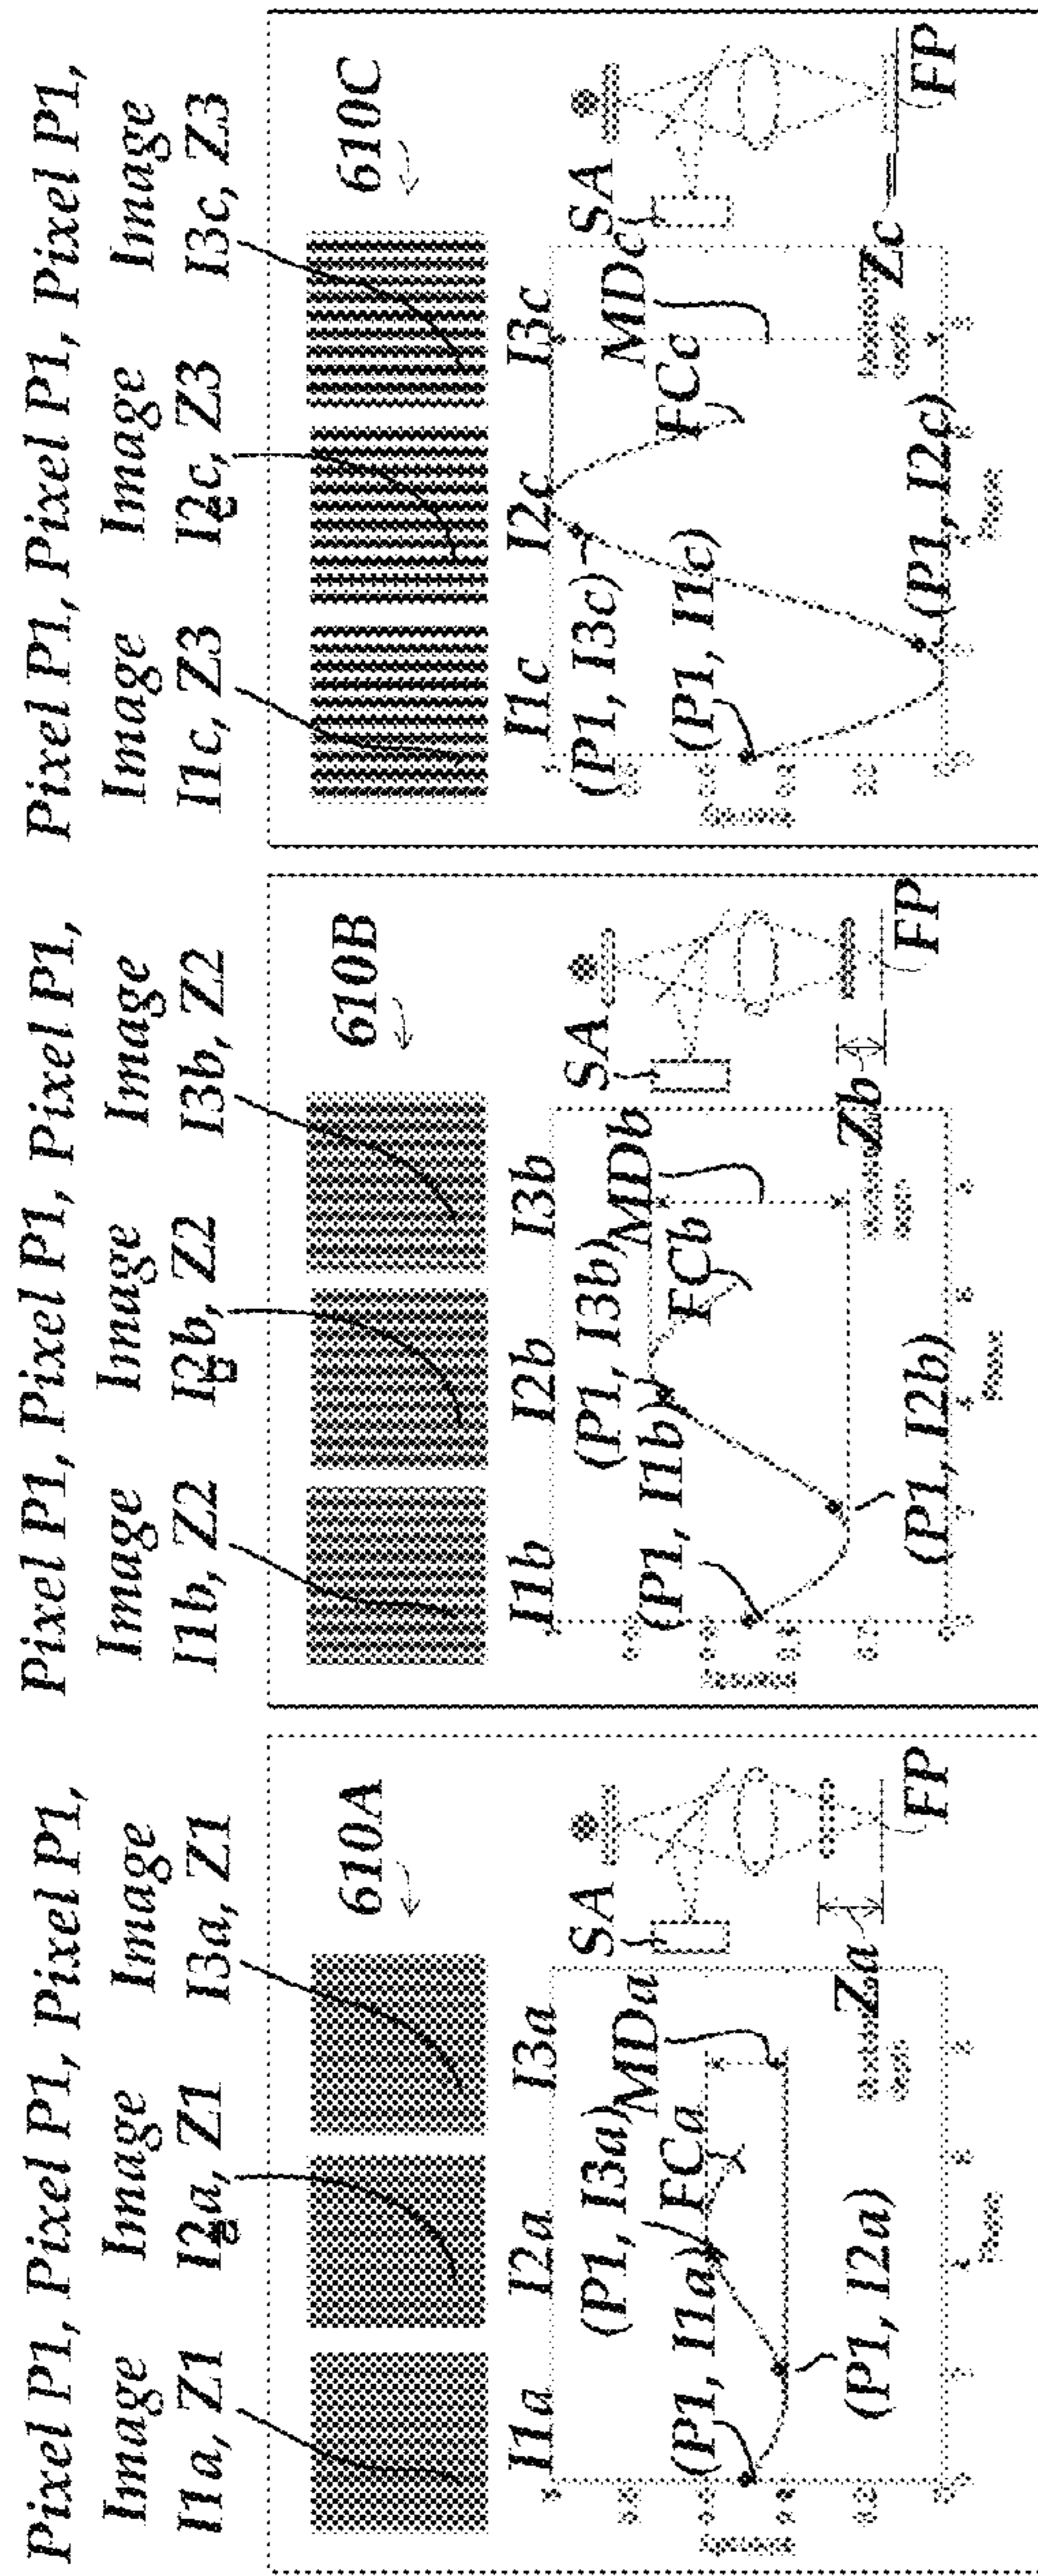 Pixel P1, Pixel P1, Pixel P1,
Image Image Image
I1a, Z1 I2a, Z1 I3a, Z1
610A
I1a I2a I3a
SA
(P1, I3a)
MDa
(P1, I1a)
FCa
Za
(P1, I2a)
FP
Pixel P1, Pixel P1, Pixel P1,
Image Image Image
I1b, Z2 I2b, Z2 I3b, Z2
610B
I1b I2b I3b
SA
(P1, I3b)
MDb
(P1, I1b)
FCb
Zb
(P1, I2b)
FP
Pixel P1, Pixel P1, Pixel P1,
Image Image Image
I1c, Z3 I2c, Z3 I3c, Z3
610C
I1c I2c I3c
SA
(P1, I3c)
MDc
(P1, I1c)
FCc
Zc
(P1, I2c)
FP